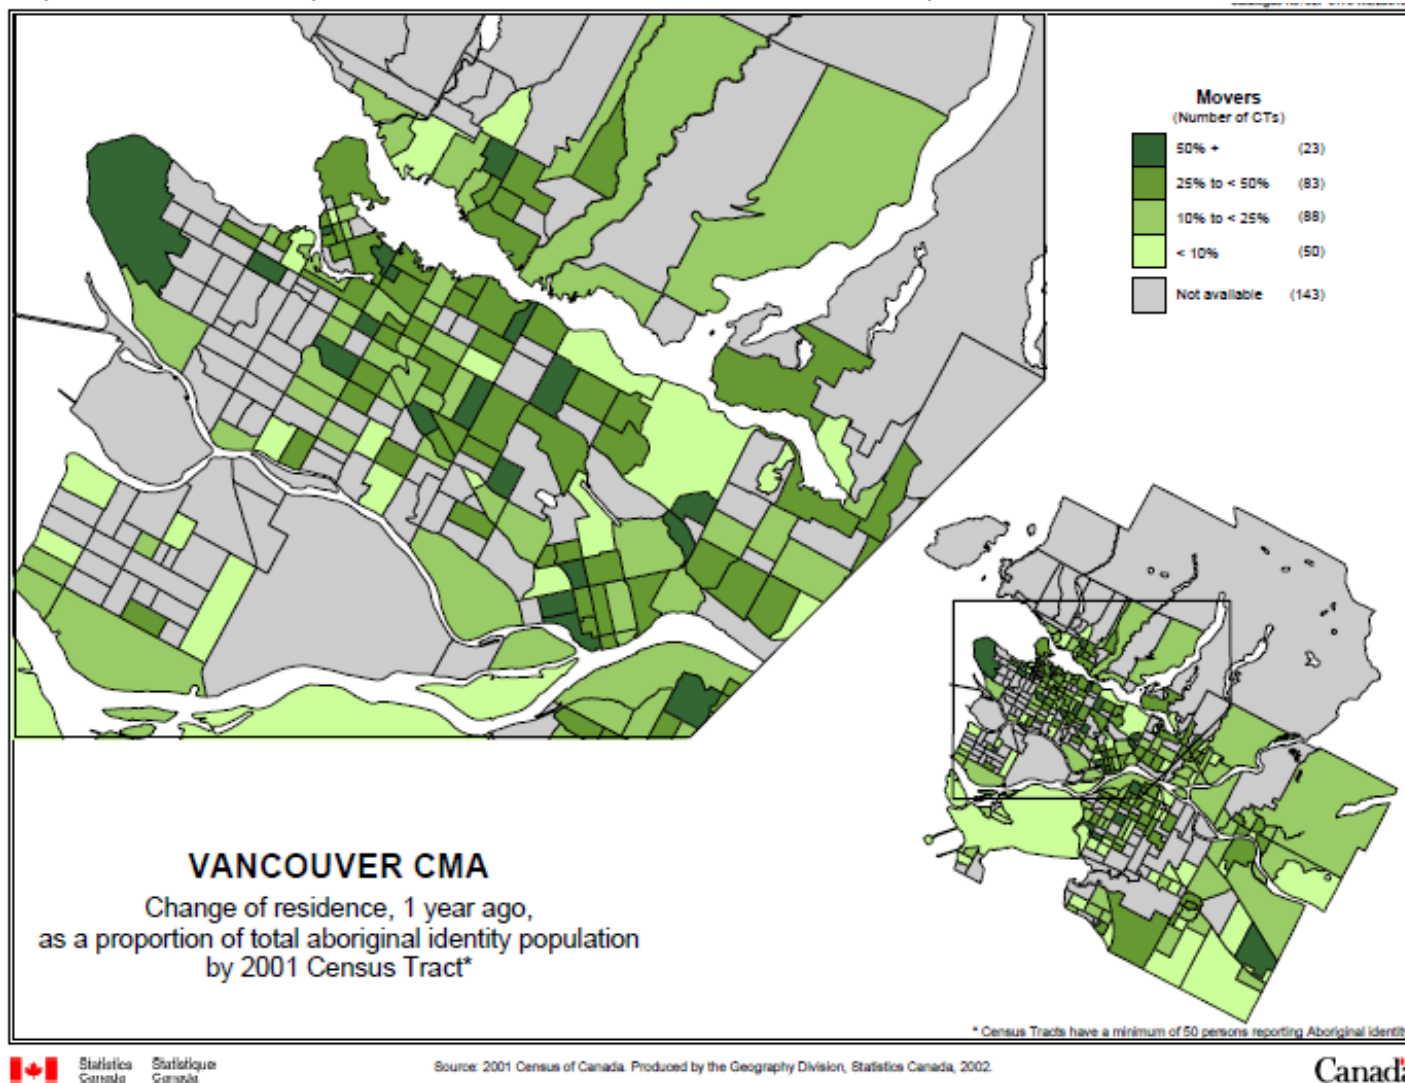 Movers
(Number of CTs)
50% + (23)
25% to < 50% (83)
10% to < 25% (88)
< 10% (50)
Not available (143)
VANCOUVER CMA
Change of residence, 1 year ago,
as a proportion of total aboriginal identity population
by 2001 Census Tract*
* Census Tracts have a minimum of 50 persons reporting Aboriginal identity
Statistics Statistique
Canada Canada
Source: 2001 Census of Canada. Produced by the Geography Division, Statistics Canada, 2002.
Canada